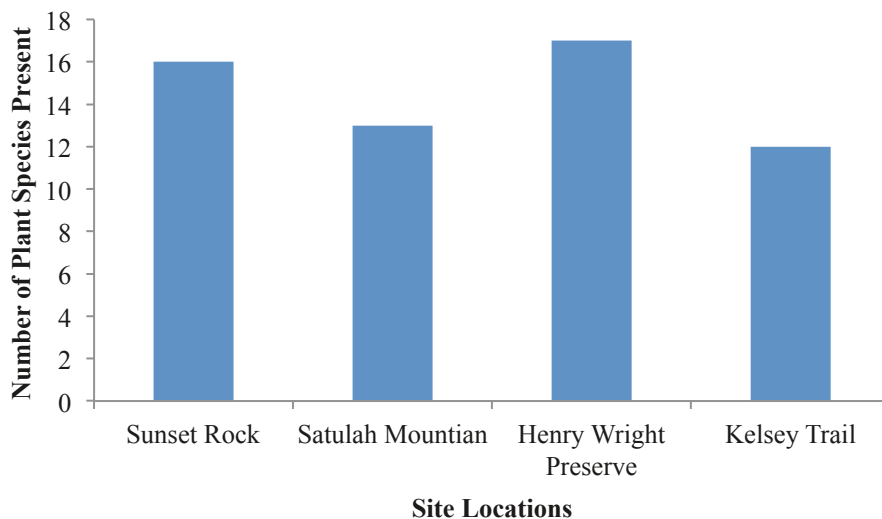 Number of Plant Species Present
18
16
14
12
10
8
6
4
2
0
Sunset Rock
Satulah Mountian
Henry Wright
Preserve
Kelsey Trail
Site Locations